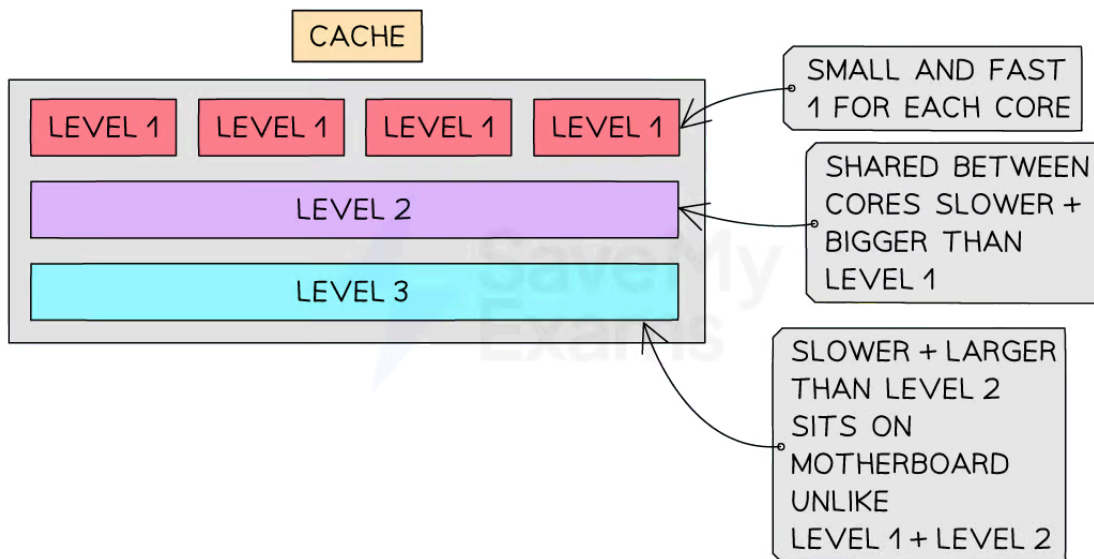 CACHE
LEVEL 1 LEVEL 1 LEVEL 1 LEVEL 1
LEVEL 2
LEVEL 3
SMALL AND FAST
1 FOR EACH CORE
SHARED BETWEEN
CORES SLOWER +
BIGGER THAN
LEVEL 1
SLOWER + LARGER
THAN LEVEL 2
SITS ON
MOTHERBOARD
UNLIKE
LEVEL 1 + LEVEL 2
SaveMy
Exams